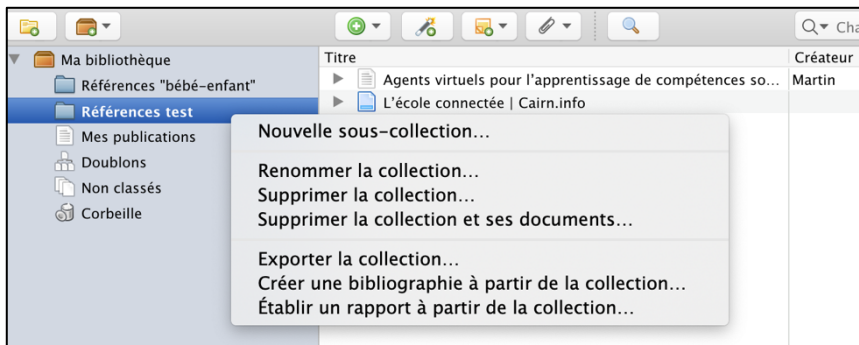 Cha
Ma bibliothèque
Titre
Créateur
Références "bébé-enfant"
Agents virtuels pour l'apprentissage de compétences so...
Martin
Références test
L'école connectée | Cairn.info
Mes publications
Doublons
Non classés
Corbeille
Nouvelle sous-collection...
Renommer la collection...
Supprimer la collection...
Supprimer la collection et ses documents...
Exporter la collection...
Créer une bibliographie à partir de la collection...
Établir un rapport à partir de la collection...